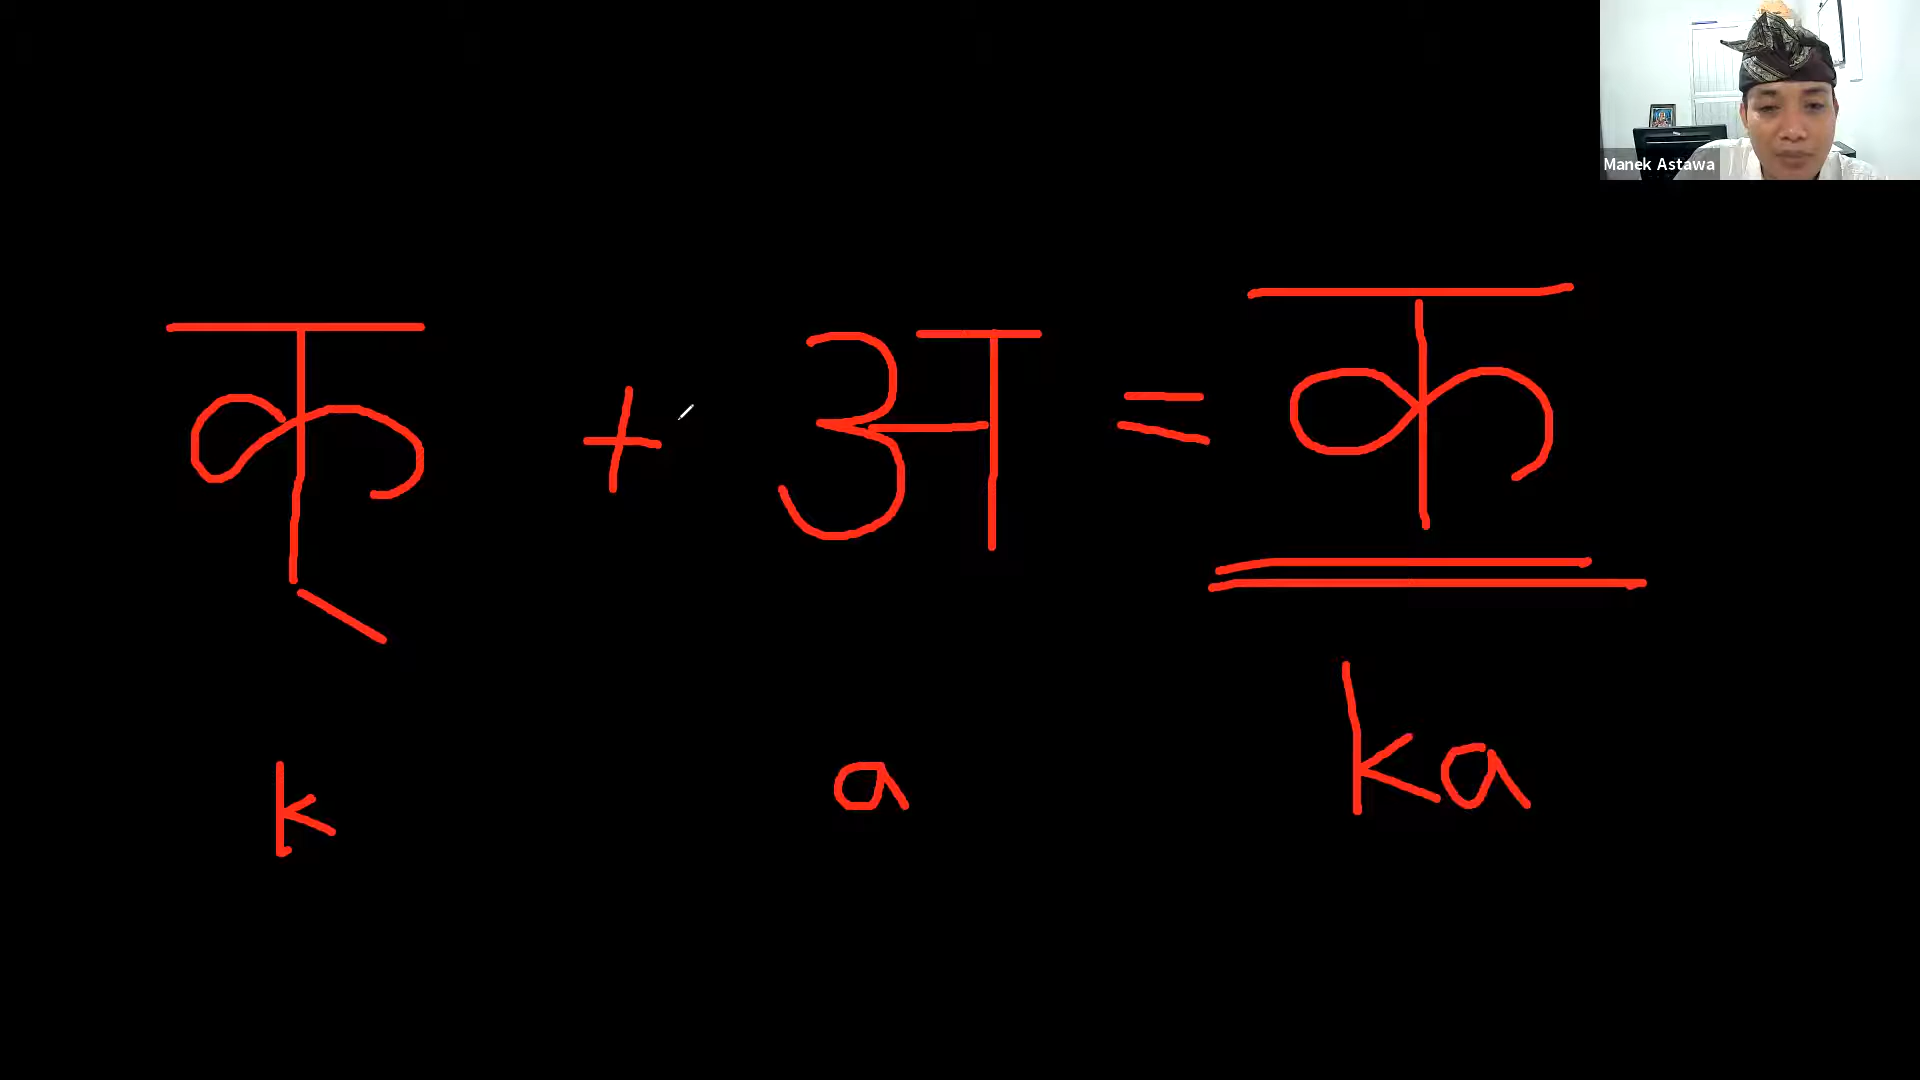 Manek Astawa
क् + अ = क
k a ka